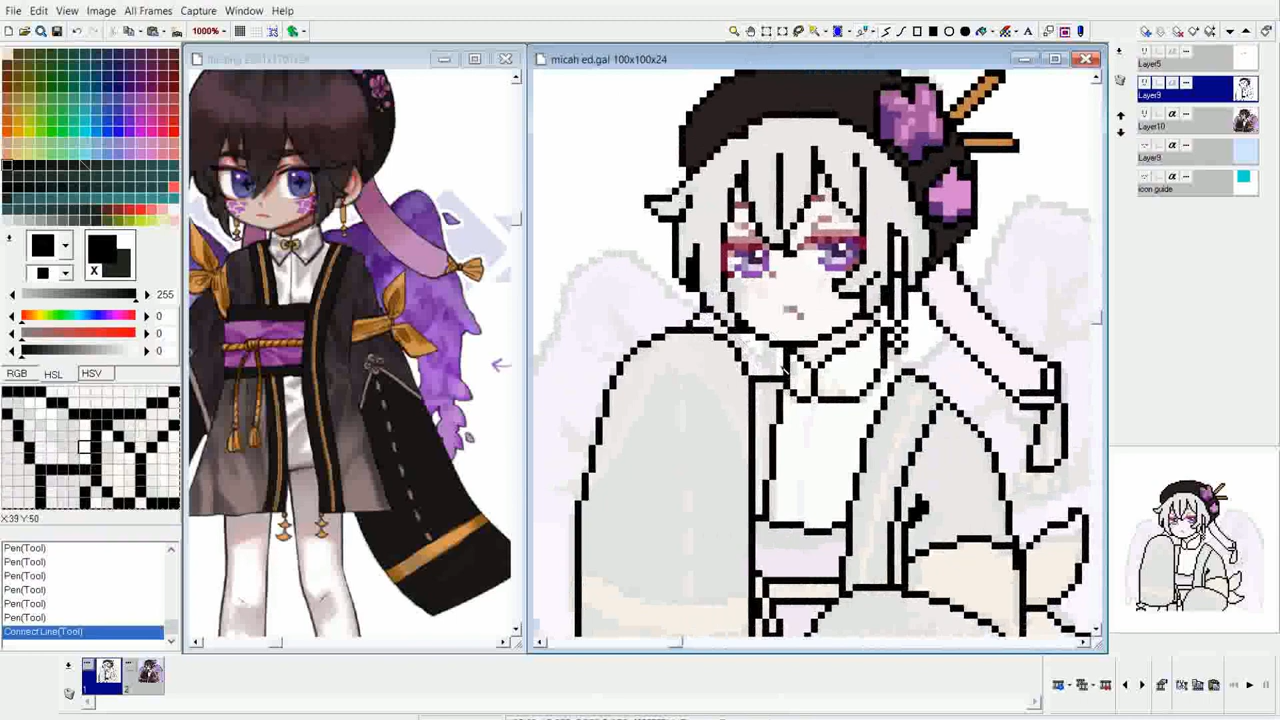 File Edit View Image All Frames Capture Window Help
1000%
micah ed.gal 100x100x24
Layer5
Layer3
Layer10
Layer9
icon guide
255
0
0
0
X
RGB HSL HSV
X:39 Y:50
Pen(Tool)
Pen(Tool)
Pen(Tool)
Pen(Tool)
Pen(Tool)
Pen(Tool)
Connect Line(Tool)
1 2